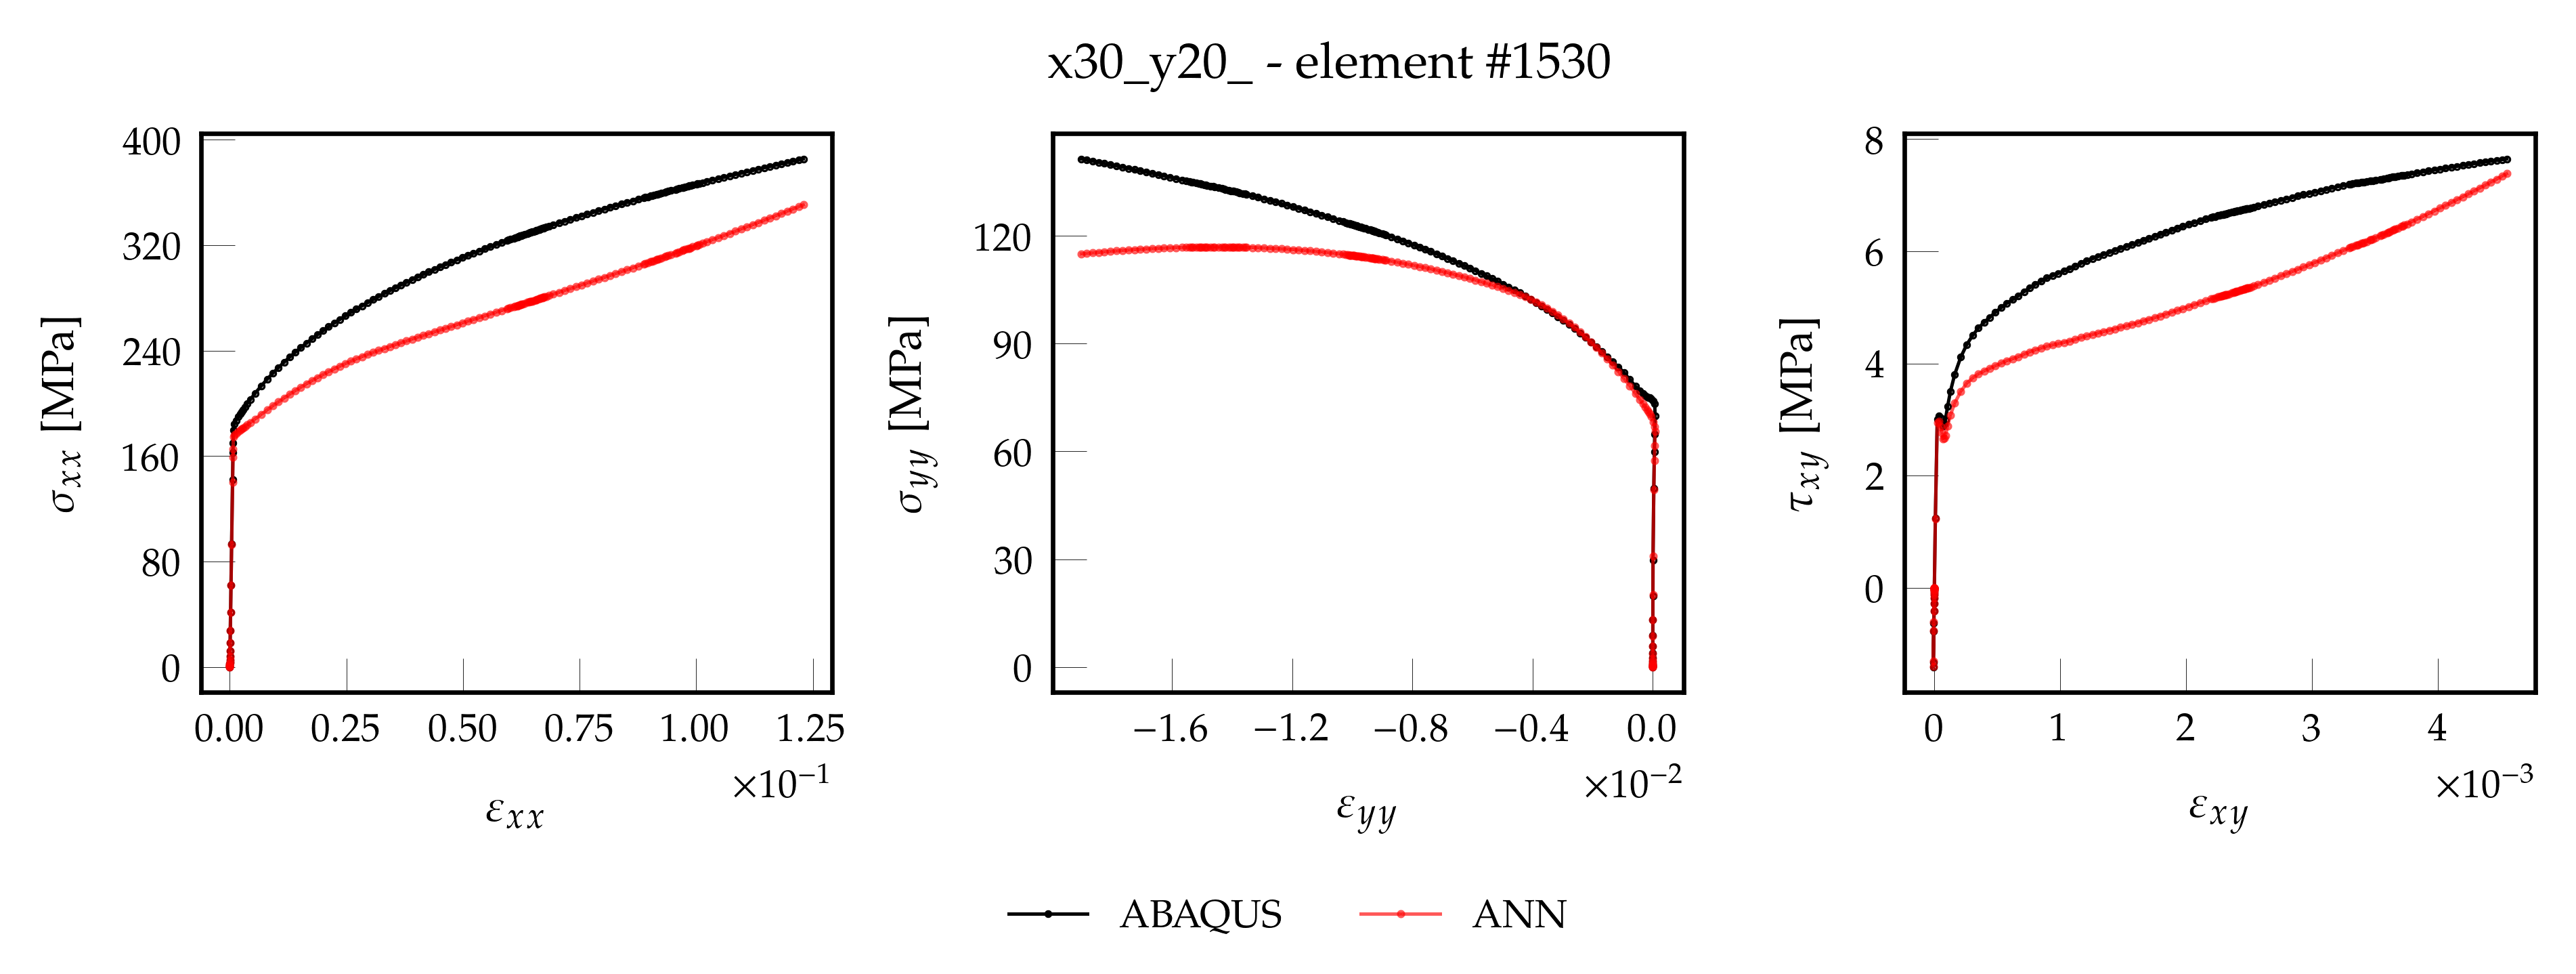 x30_y20_ - element #1530
400
320
240
160
80
0
σxx [MPa]
0.00 0.25 0.50 0.75 1.00 1.25
×10⁻¹
εxx
120
90
60
30
0
σyy [MPa]
−1.6 −1.2 −0.8 −0.4 0.0
×10⁻²
εyy
8
6
4
2
0
τxy [MPa]
0 1 2 3 4
×10⁻³
εxy
ABAQUS ANN